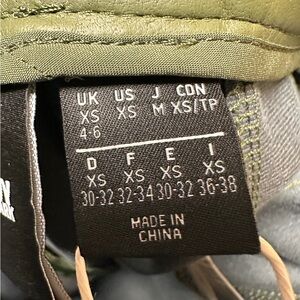 UK US J CDN
XS XS M XS/TP
4-6
D F E I
XS XS XS XS
30-32 32-34 30-32 36-38
MADE IN
CHINA